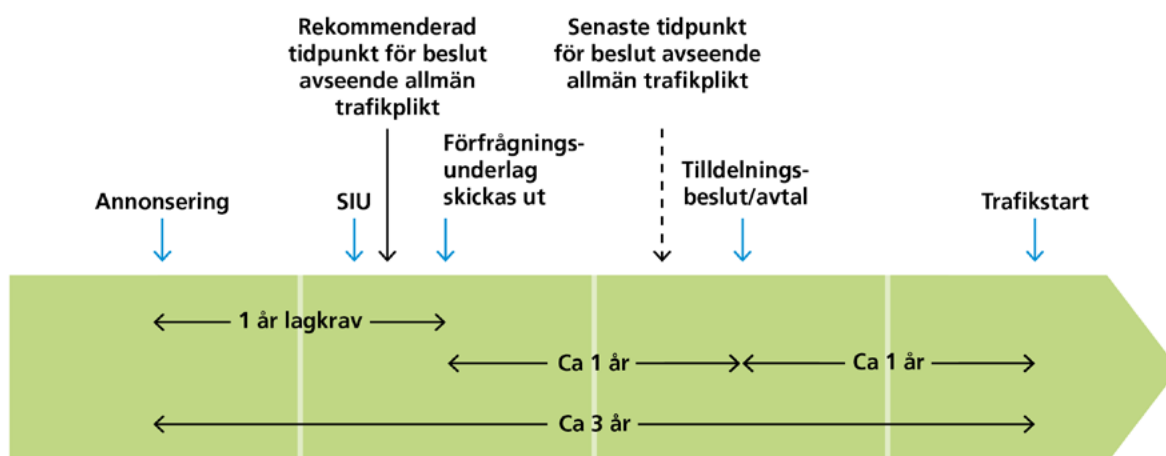 Rekommenderad
tidpunkt för beslut
avseende allmän
trafikplikt
Senaste tidpunkt
för beslut avseende
allmän trafikplikt
Annonsering
SIU
Förfrågnings-
underlag
skickas ut
Tilldelnings-
beslut/avtal
Trafikstart
1 år lagkrav
Ca 1 år
Ca 1 år
Ca 3 år